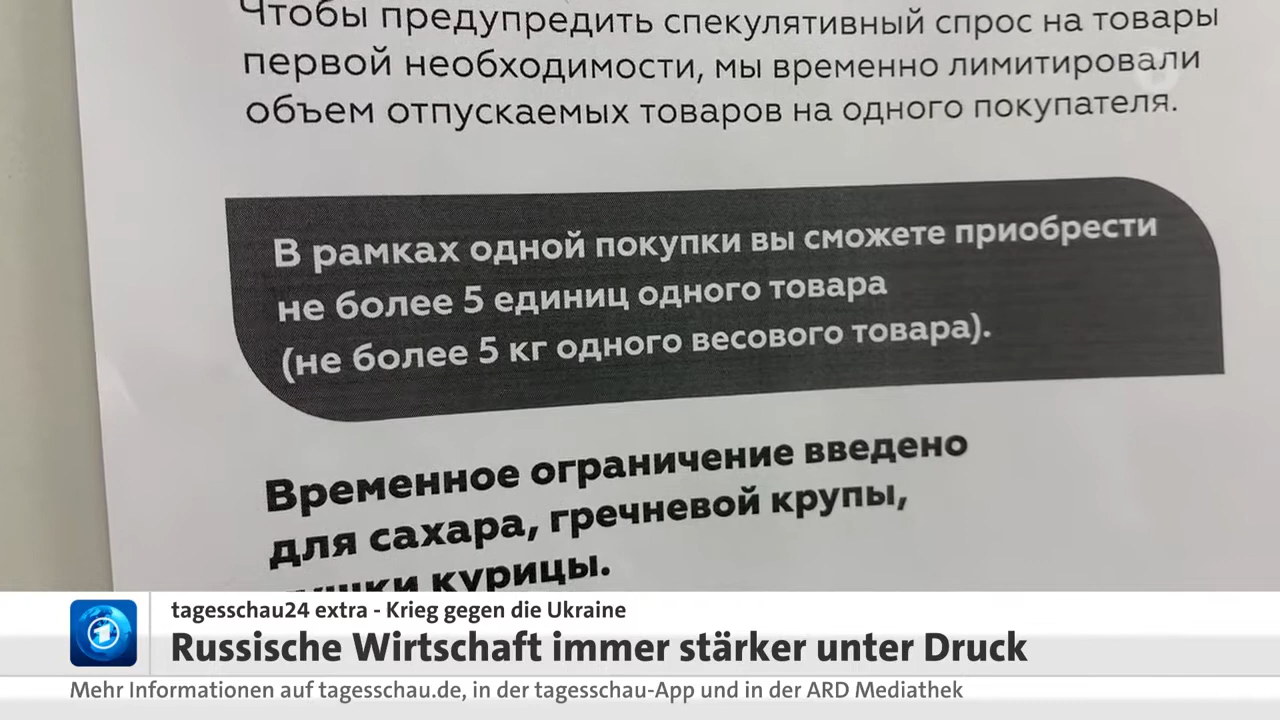 Чтобы предупредить спекулятивный спрос на товары
первой необходимости, мы временно лимитировали
объем отпускаемых товаров на одного покупателя.
В рамках одной покупки вы сможете приобрести
не более 5 единиц одного товара
(не более 5 кг одного весового товара).
Временное ограничение введено
для сахара, гречневой крупы,
курицы.
tagesschau24 extra - Krieg gegen die Ukraine
Russische Wirtschaft immer stärker unter Druck
Mehr Informationen auf tagesschau.de, in der tagesschau-App und in der ARD Mediathek